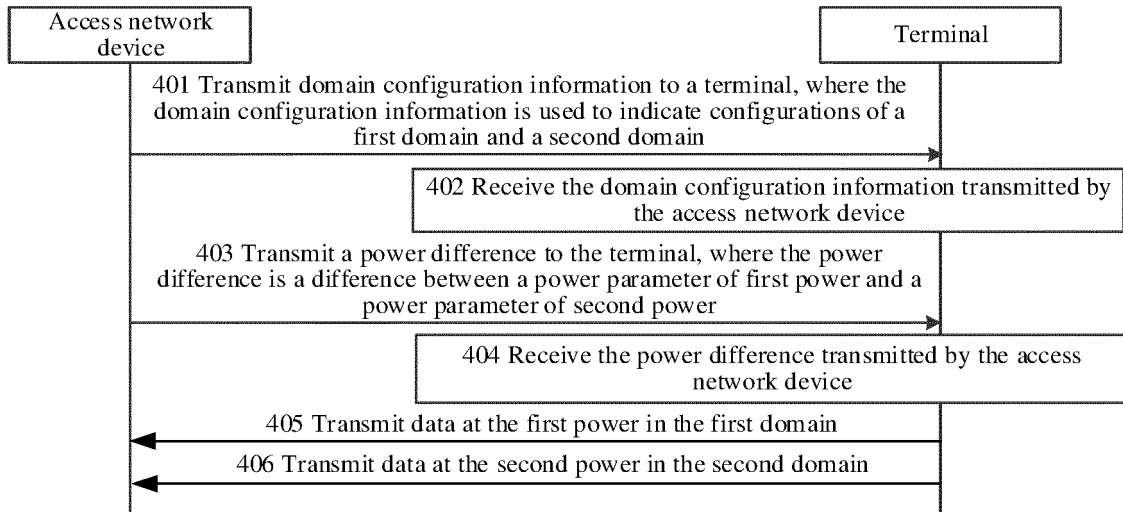 Access network
device
Terminal
401 Transmit domain configuration information to a terminal, where the
domain configuration information is used to indicate configurations of a
first domain and a second domain
402 Receive the domain configuration information transmitted by
the access network device
403 Transmit a power difference to the terminal, where the power
difference is a difference between a power parameter of first power and a
power parameter of second power
404 Receive the power difference transmitted by the access
network device
405 Transmit data at the first power in the first domain
406 Transmit data at the second power in the second domain